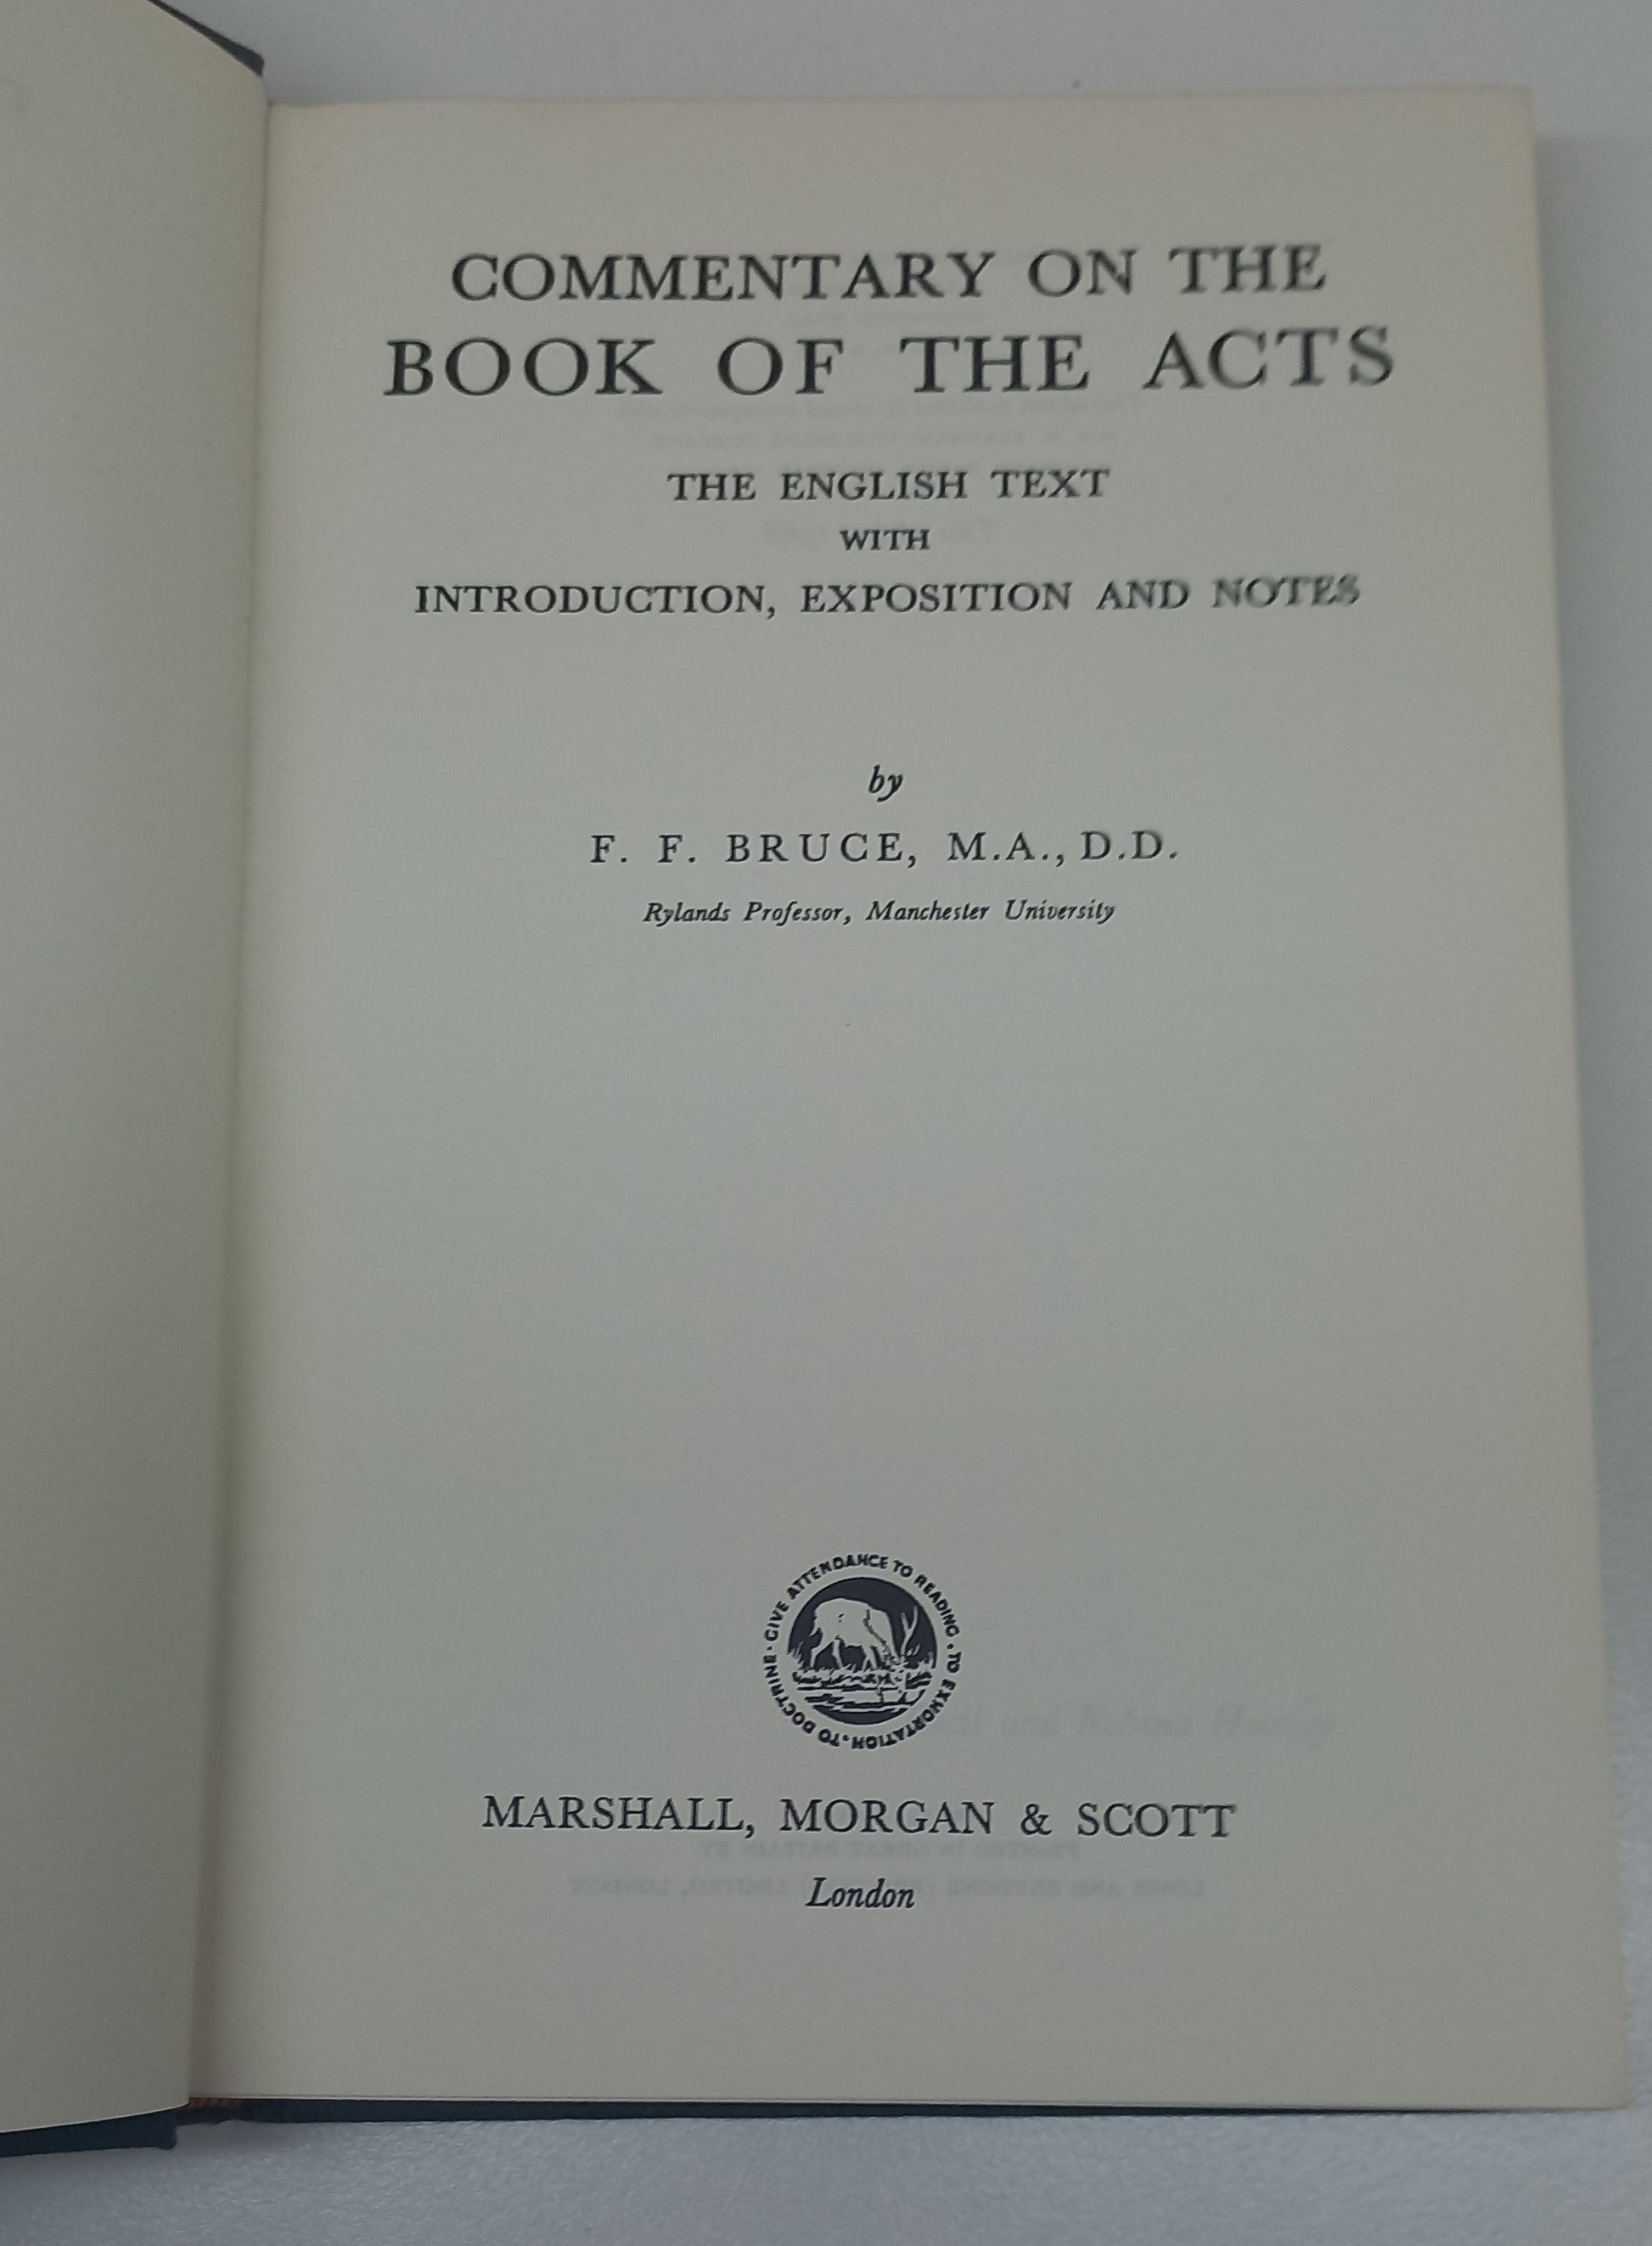 COMMENTARY ON THE
BOOK OF THE ACTS
THE ENGLISH TEXT
WITH
INTRODUCTION, EXPOSITION AND NOTES
by
F. F. BRUCE, M.A., D.D.
Rylands Professor, Manchester University
GIVE ATTENDANCE TO READING · TO EXHORTATION · TO DOCTRINE ·
MARSHALL, MORGAN & SCOTT
London